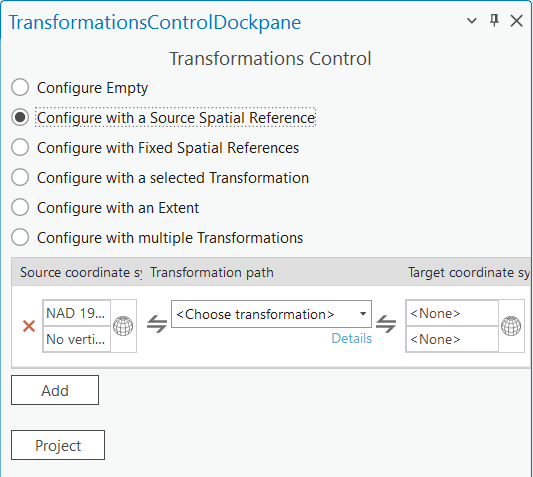 TransformationsControlDockpane
Transformations Control
Configure Empty
Configure with a Source Spatial Reference
Configure with Fixed Spatial References
Configure with a selected Transformation
Configure with an Extent
Configure with multiple Transformations
Source coordinate sy Transformation path Target coordinate sy
NAD 19... <Choose transformation> <None>
No verti... Details <None>
Add
Project